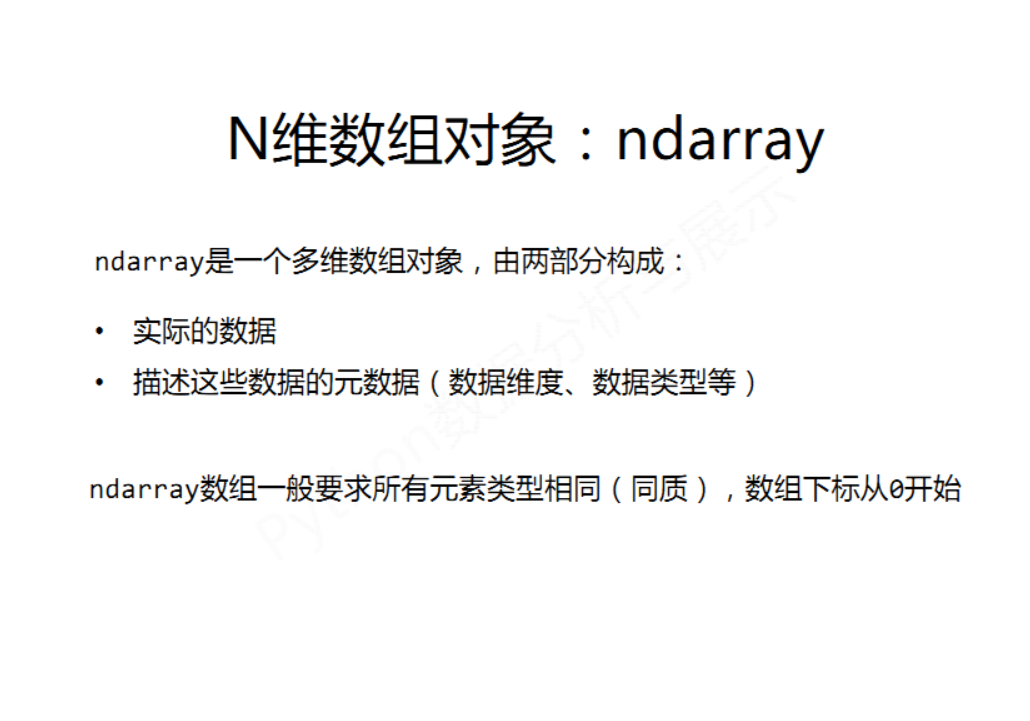 N维数组对象：ndarray
ndarray是一个多维数组对象，由两部分构成：
• 实际的数据
• 描述这些数据的元数据（数据维度、数据类型等）
ndarray数组一般要求所有元素类型相同（同质），数组下标从0开始
Python数据分析与展示